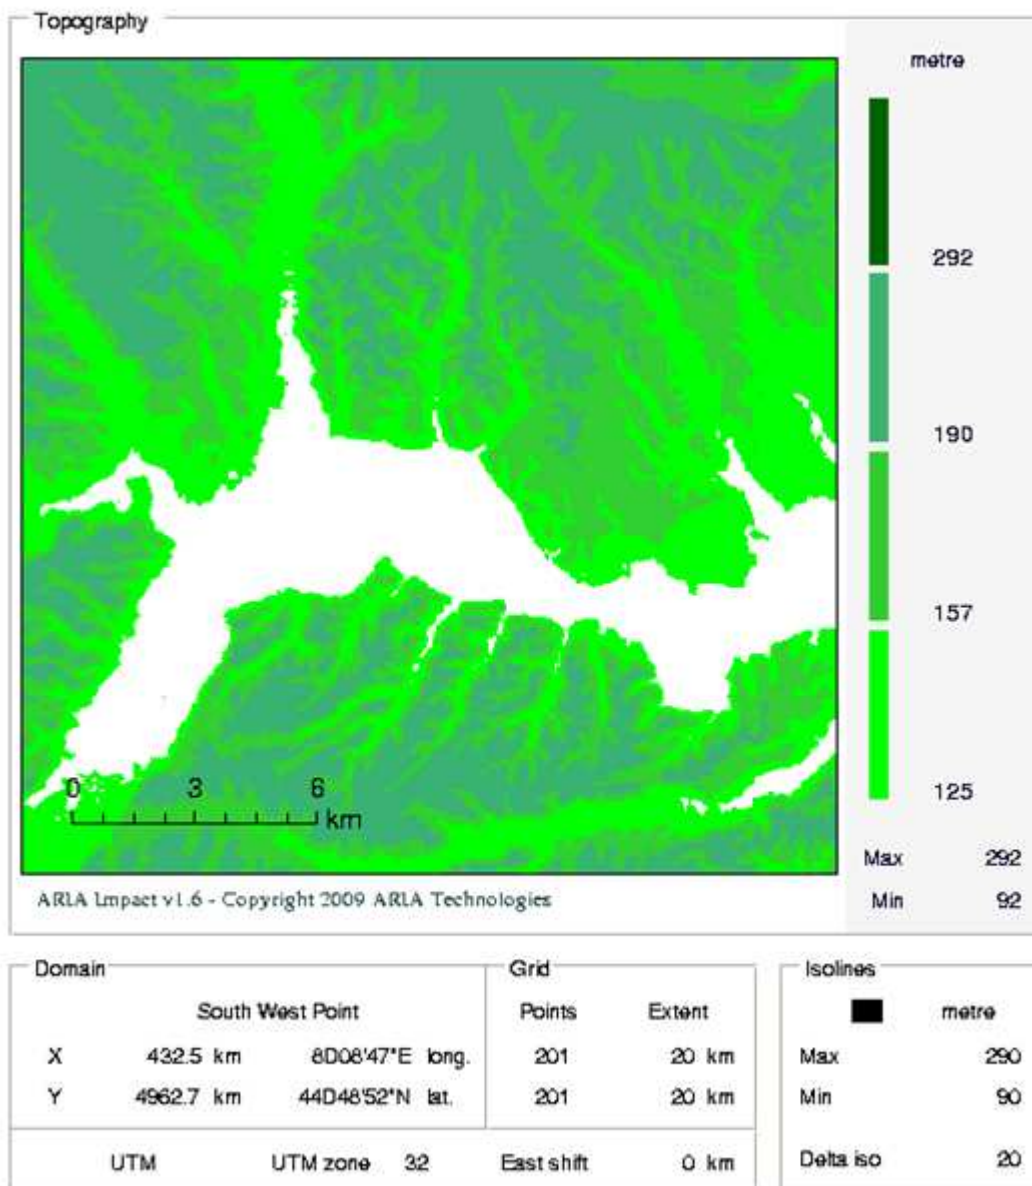 Topography
metre
292
190
157
125
0 3 6
km
Max 292
Min 92
ARIA Impact v1.6 - Copyright 2009 ARIA Technologies
Domain
South West Point
X 432.5 km 8D08'47"E long.
Y 4962.7 km 44D48'52"N lat.
Grid
Points Extent
201 20 km
201 20 km
Isolines
metre
Max 290
Min 90
Delta iso 20
UTM UTM zone 32 East shift 0 km